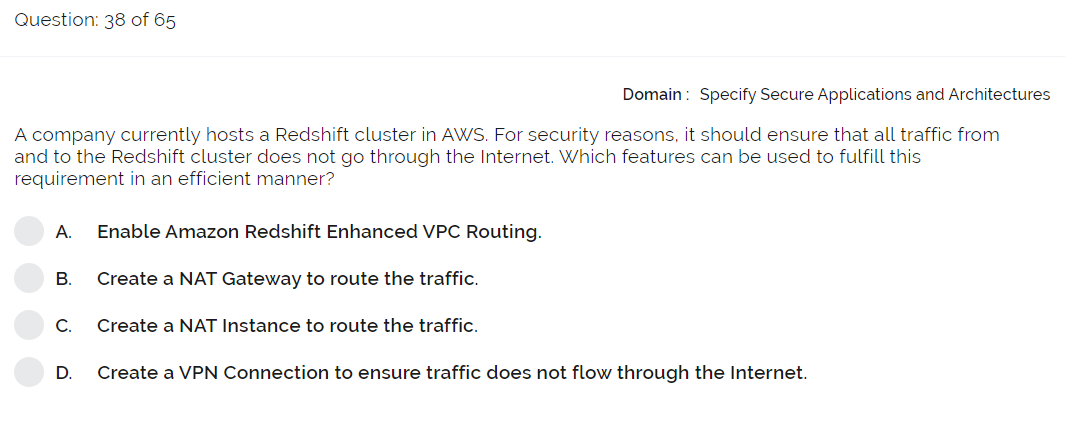 Question: 38 of 65
Domain : Specify Secure Applications and Architectures
A company currently hosts a Redshift cluster in AWS. For security reasons, it should ensure that all traffic from
and to the Redshift cluster does not go through the Internet. Which features can be used to fulfill this
requirement in an efficient manner?
A. Enable Amazon Redshift Enhanced VPC Routing.
B. Create a NAT Gateway to route the traffic.
C. Create a NAT Instance to route the traffic.
D. Create a VPN Connection to ensure traffic does not flow through the Internet.